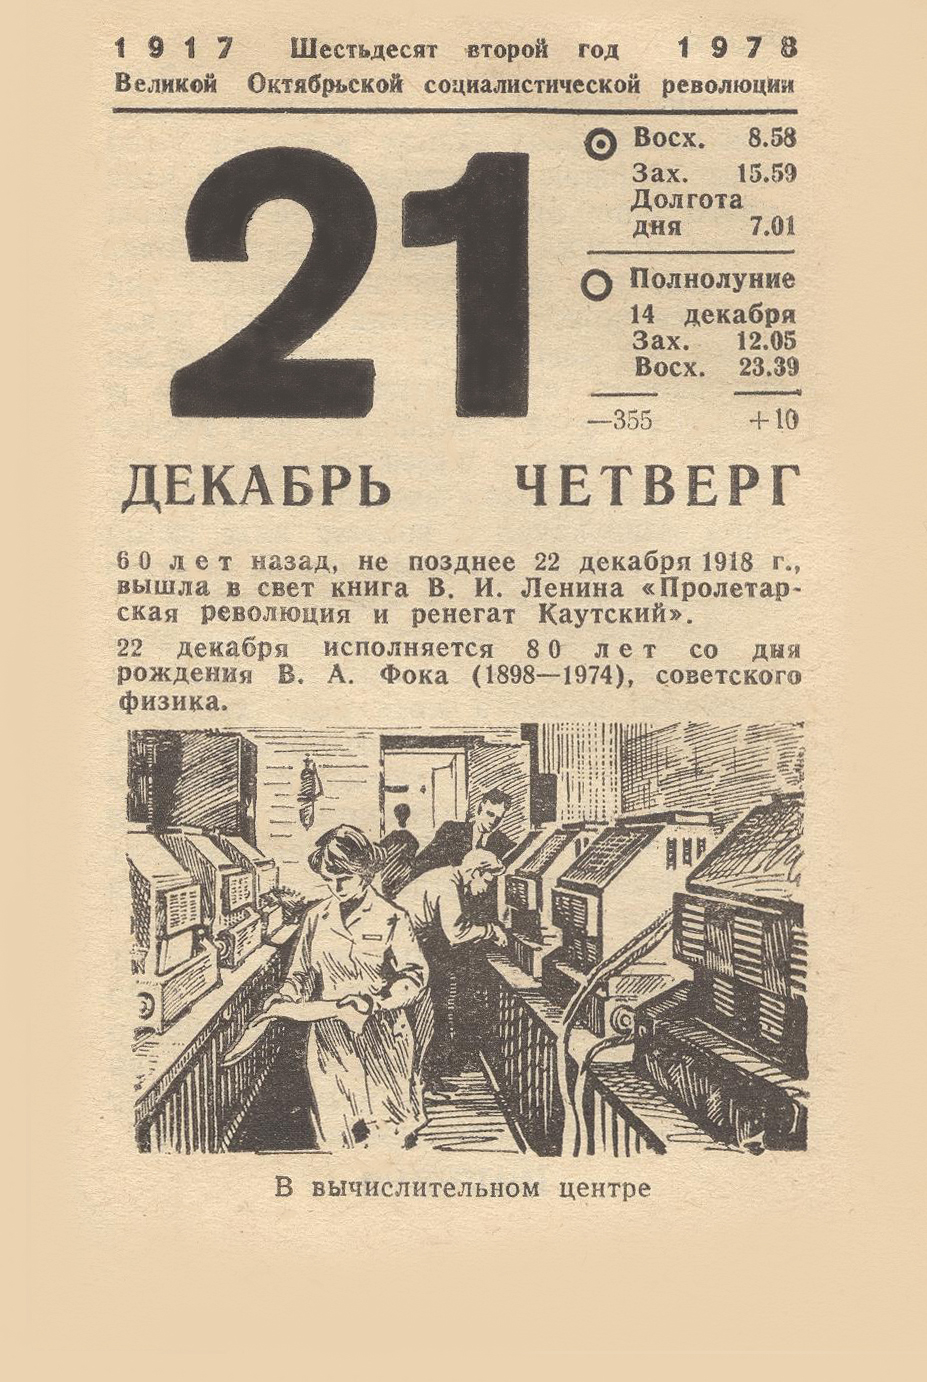 1917 Шестьдесят второй год 1978
Великой Октябрьской социалистической революции
21
Восх. 8.58
Зах. 15.59
Долгота
дня 7.01
Полнолуние
14 декабря
Зах. 12.05
Восх. 23.39
—355 +10
ДЕКАБРЬ ЧЕТВЕРГ
60 лет назад, не позднее 22 декабря 1918 г.,
вышла в свет книга В. И. Ленина «Пролетар-
ская революция и ренегат Каутский».
22 декабря исполняется 80 лет со дня
рождения В. А. Фока (1898—1974), советского
физика.
В вычислительном центре